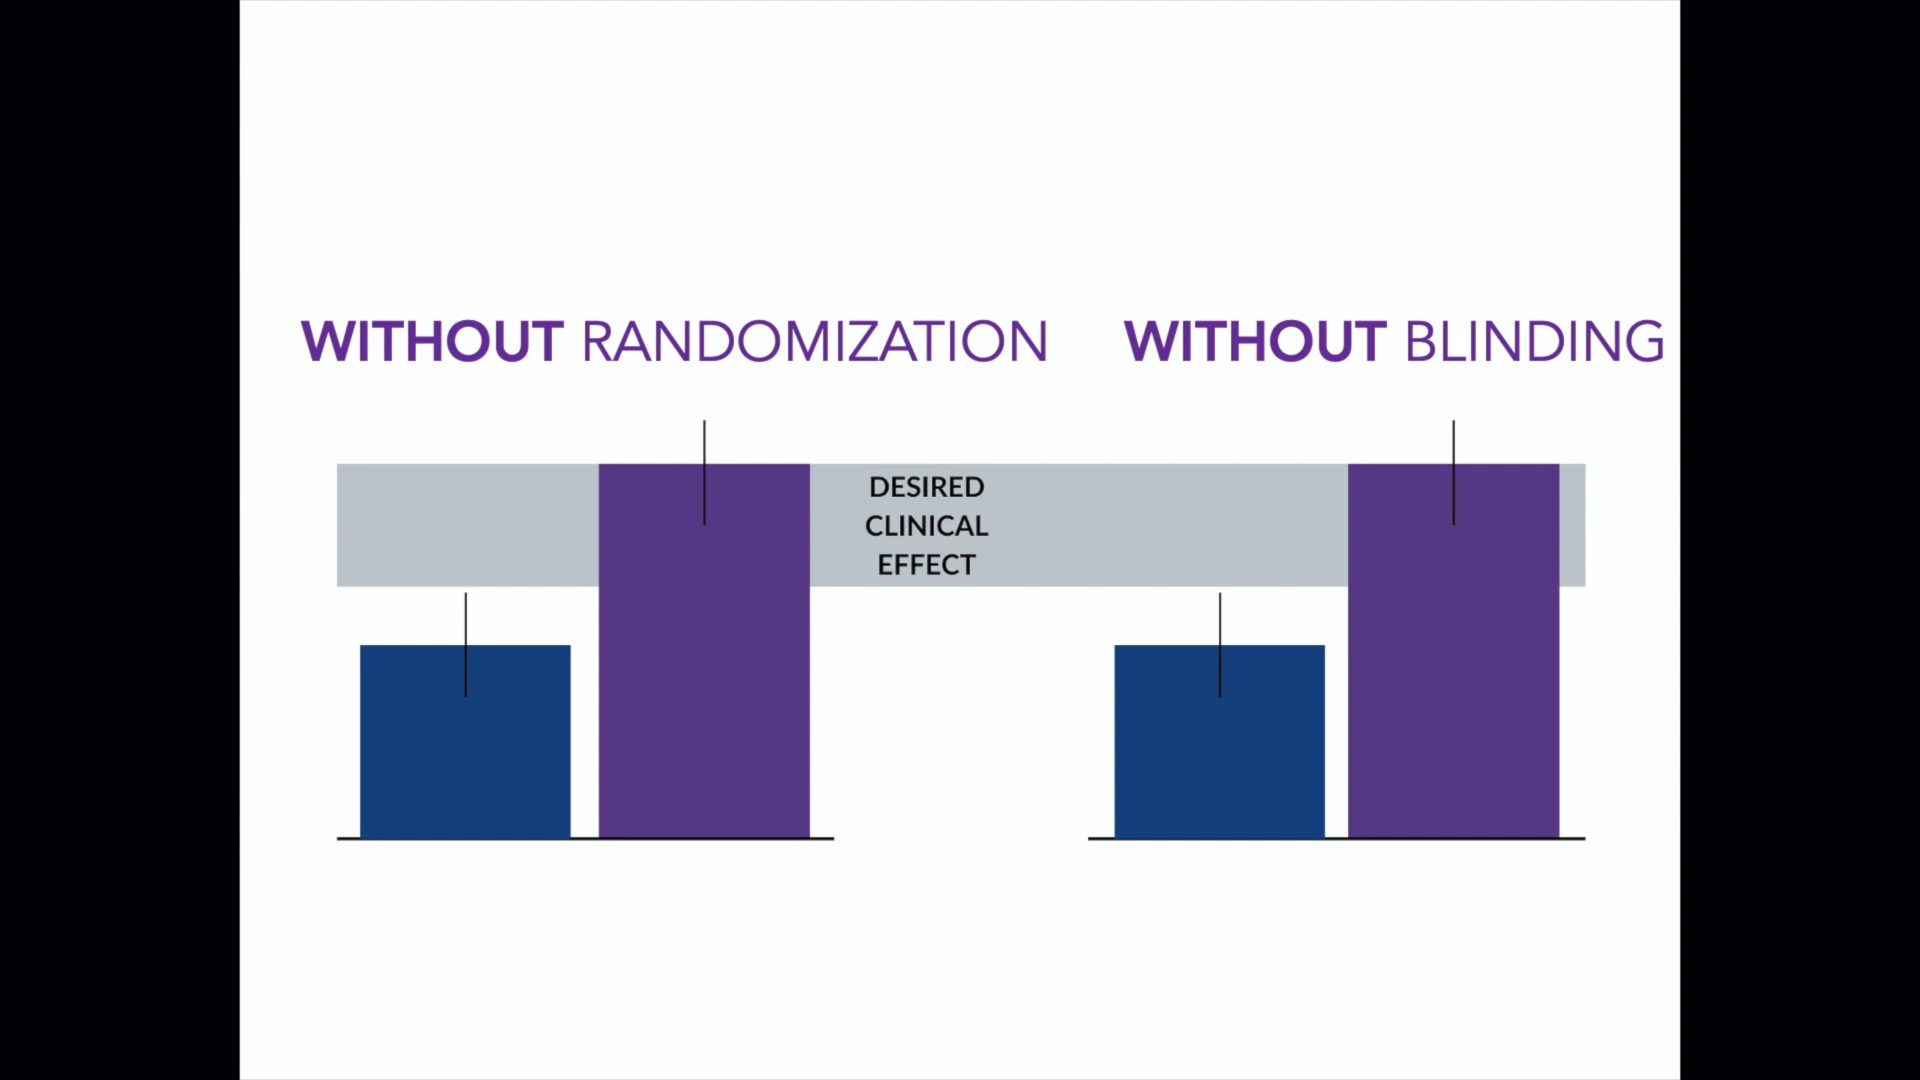 WITHOUT RANDOMIZATION
WITHOUT BLINDING
DESIRED
CLINICAL
EFFECT